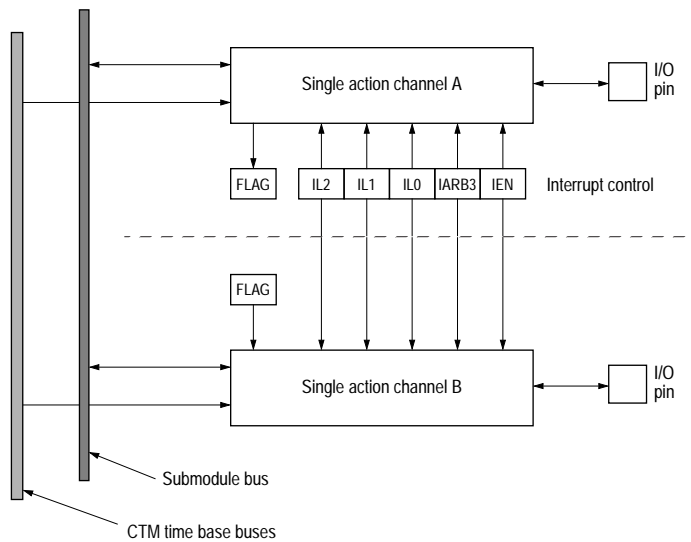 Single action channel A
I/O
pin
FLAG
IL2
IL1
IL0
IARB3
IEN
Interrupt control
FLAG
Single action channel B
I/O
pin
Submodule bus
CTM time base buses